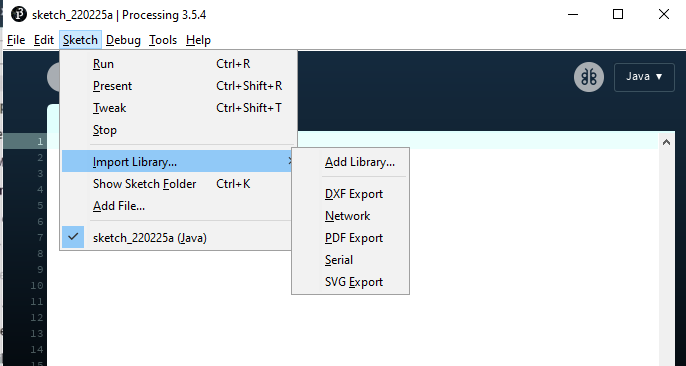 sketch_220225a | Processing 3.5.4
File Edit Sketch Debug Tools Help
Run Ctrl+R
Present Ctrl+Shift+R
Tweak Ctrl+Shift+T
Stop
Import Library...
Show Sketch Folder Ctrl+K
Add File...
sketch_220225a (Java)
Add Library...
DXF Export
Network
PDF Export
Serial
SVG Export
Java ▾
1
2
3
4
5
6
7
8
9
10
11
12
13
14
15